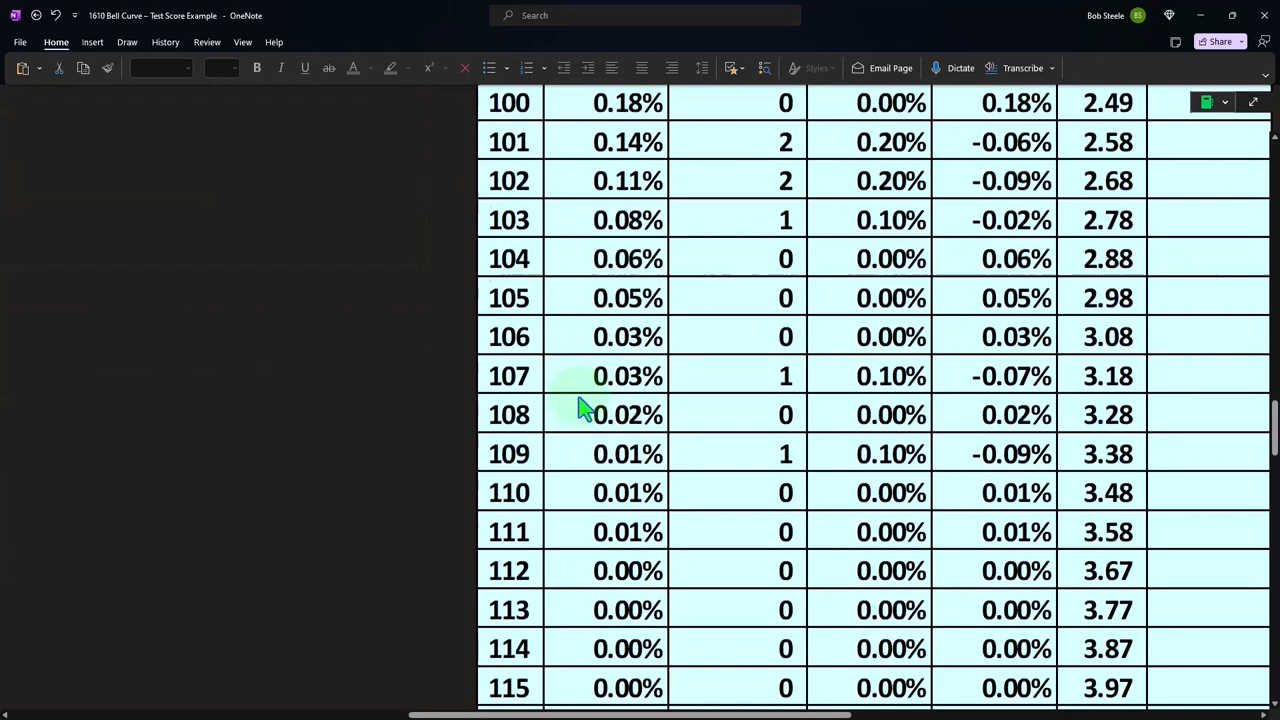 1610 Bell Curve – Test Score Example - OneNote
Search
Bob Steele
BS
File Home Insert Draw History Review View Help
Share
B I U ab A x Email Page Dictate Transcribe
Styles
100 0.18% 0 0.00% 0.18% 2.49
101 0.14% 2 0.20% -0.06% 2.58
102 0.11% 2 0.20% -0.09% 2.68
103 0.08% 1 0.10% -0.02% 2.78
104 0.06% 0 0.00% 0.06% 2.88
105 0.05% 0 0.00% 0.05% 2.98
106 0.03% 0 0.00% 0.03% 3.08
107 0.03% 1 0.10% -0.07% 3.18
108 0.02% 0 0.00% 0.02% 3.28
109 0.01% 1 0.10% -0.09% 3.38
110 0.01% 0 0.00% 0.01% 3.48
111 0.01% 0 0.00% 0.01% 3.58
112 0.00% 0 0.00% 0.00% 3.67
113 0.00% 0 0.00% 0.00% 3.77
114 0.00% 0 0.00% 0.00% 3.87
115 0.00% 0 0.00% 0.00% 3.97